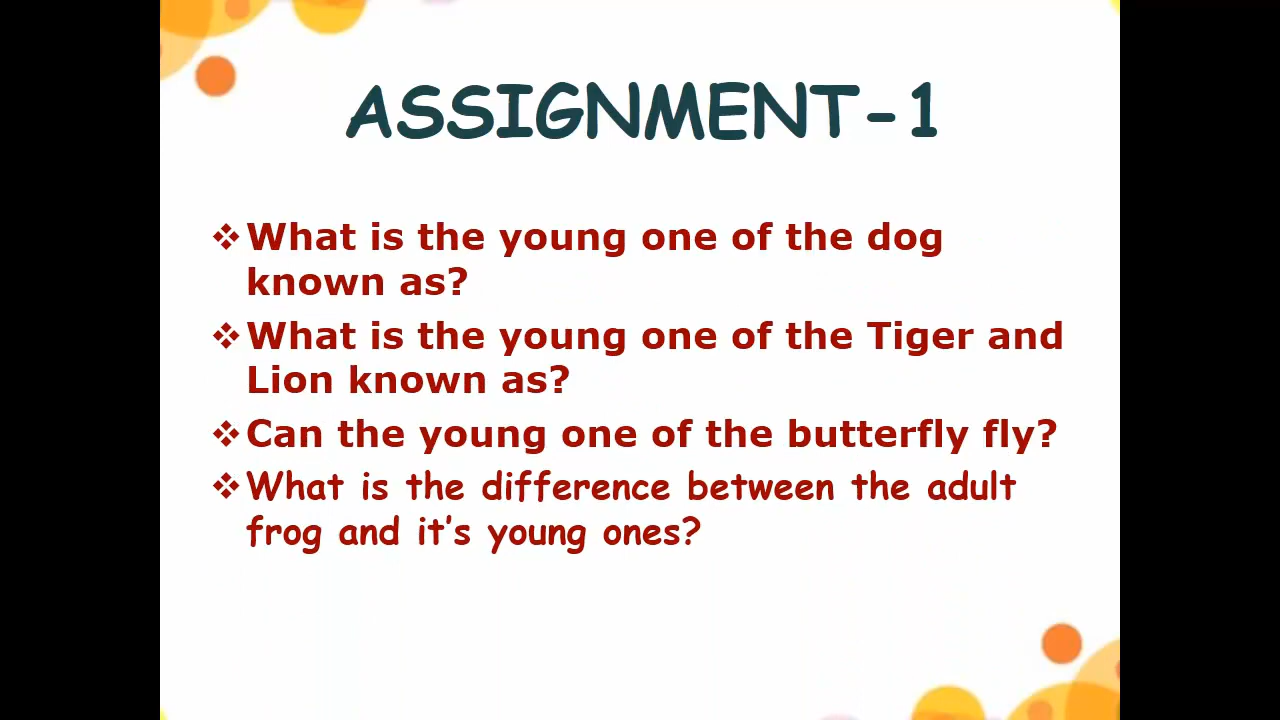 ASSIGNMENT-1
❖What is the young one of the dog
known as?
❖What is the young one of the Tiger and
Lion known as?
❖Can the young one of the butterfly fly?
❖What is the difference between the adult
frog and it's young ones?